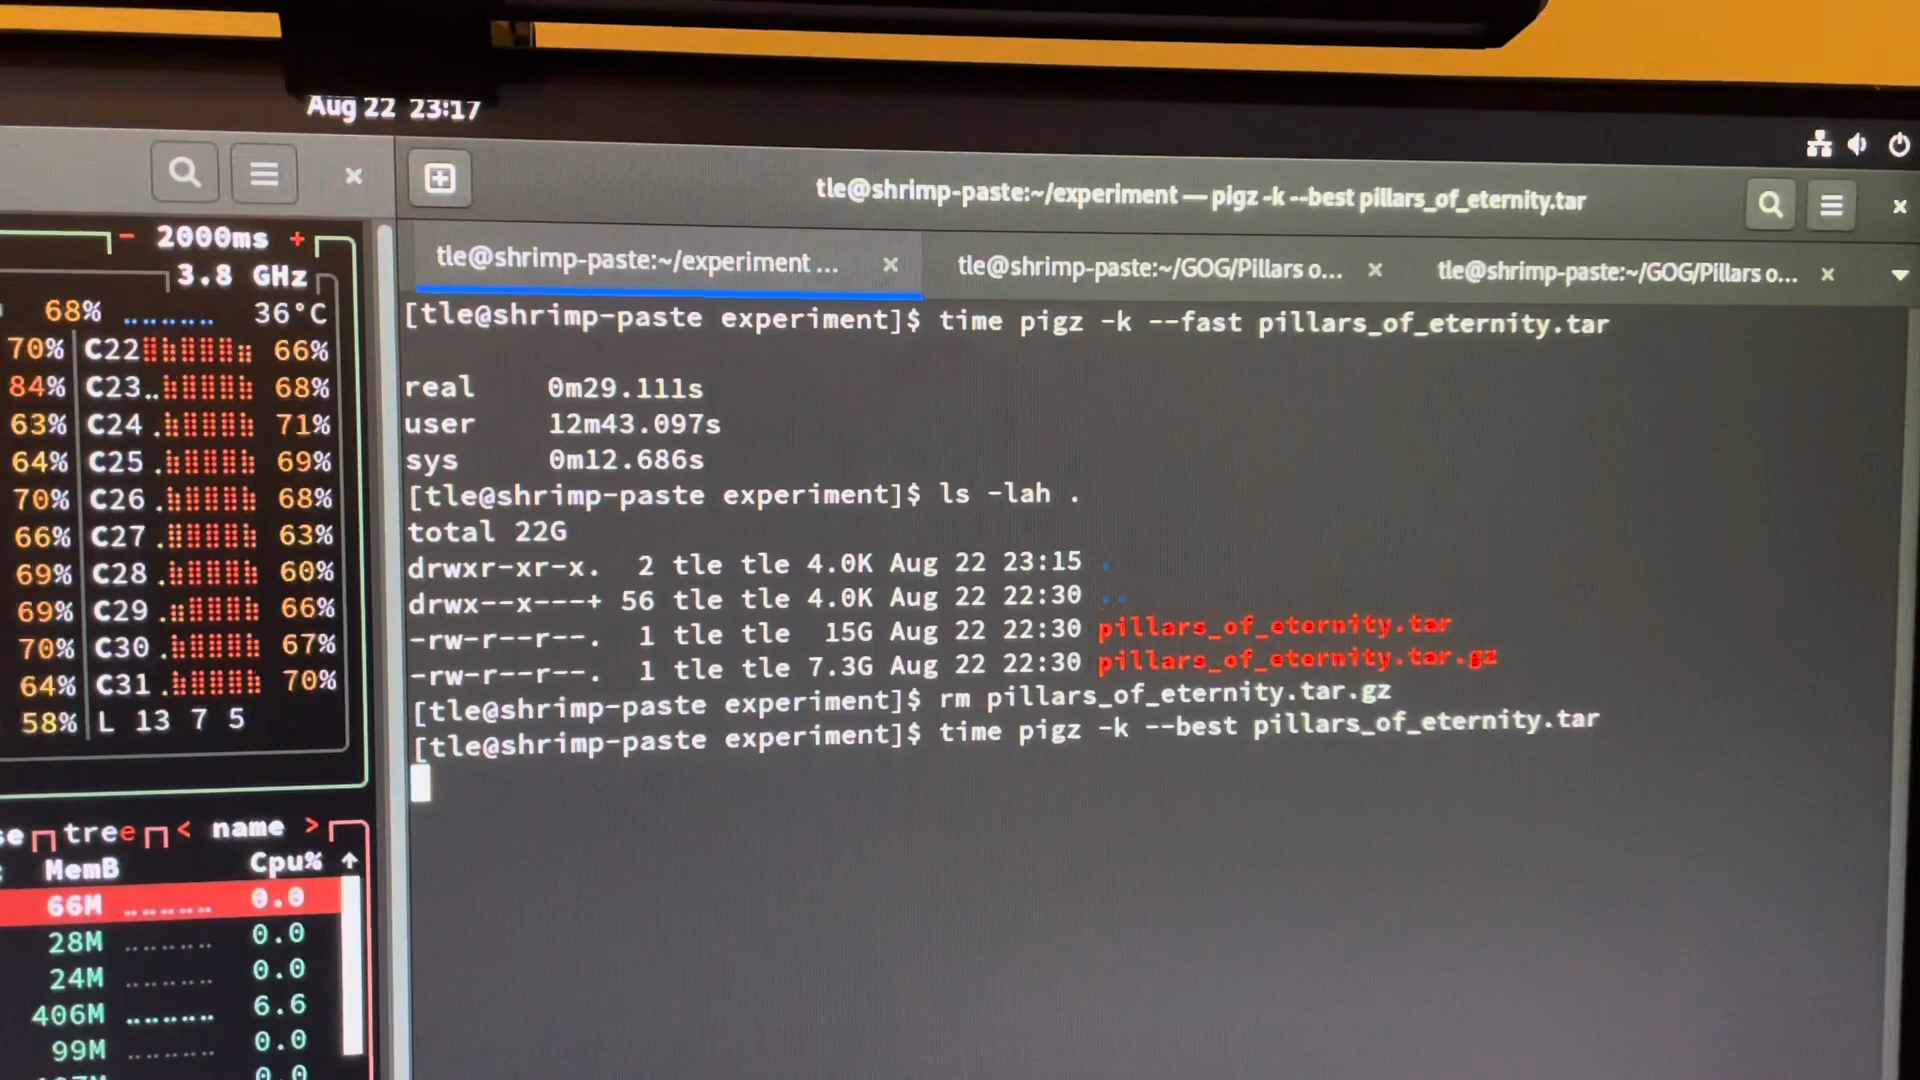 Aug 22 23:17
tle@shrimp-paste:~/experiment — pigz -k --best pillars_of_eternity.tar
tle@shrimp-paste:~/experiment ...
tle@shrimp-paste:~/GOG/Pillars o...
tle@shrimp-paste:~/GOG/Pillars o...
- 2000ms +
3.8 GHz
68% 36°C
70% C22 66%
84% C23 68%
63% C24 71%
64% C25 69%
70% C26 68%
66% C27 63%
69% C28 60%
69% C29 66%
70% C30 67%
64% C31 70%
58% L 13 7 5
tree < name >
MemB Cpu% ↑
66M 0.0
28M 0.0
24M 0.0
406M 6.6
99M 0.0
0.0
[tle@shrimp-paste experiment]$ time pigz -k --fast pillars_of_eternity.tar
real 0m29.111s
user 12m43.097s
sys 0m12.686s
[tle@shrimp-paste experiment]$ ls -lah .
total 22G
drwxr-xr-x. 2 tle tle 4.0K Aug 22 23:15 .
drwx--x---+ 56 tle tle 4.0K Aug 22 22:30 ..
-rw-r--r--. 1 tle tle 15G Aug 22 22:30 pillars_of_eternity.tar
-rw-r--r--. 1 tle tle 7.3G Aug 22 22:30 pillars_of_eternity.tar.gz
[tle@shrimp-paste experiment]$ rm pillars_of_eternity.tar.gz
[tle@shrimp-paste experiment]$ time pigz -k --best pillars_of_eternity.tar